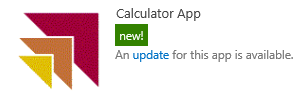 Calculator App
new!
An update for this app is available.